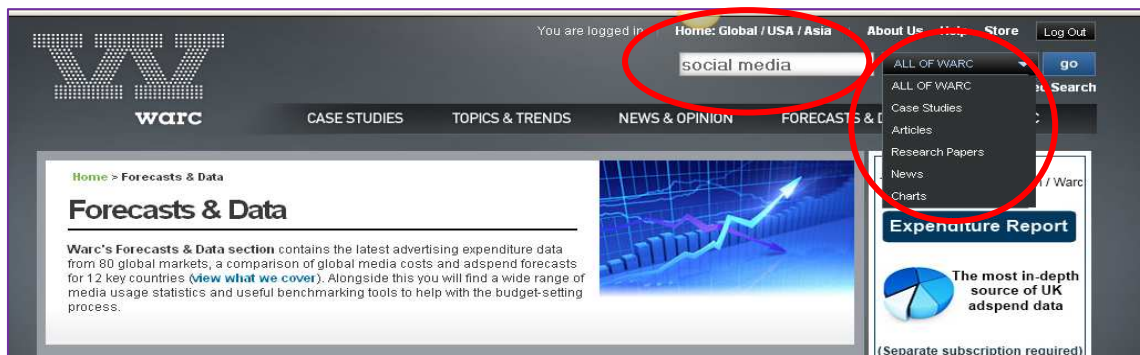 You are logged in
Home: Global / USA / Asia
About Us
Help
Store
Log Out
social media
ALL OF WARC
go
Search
ALL OF WARC
Case Studies
Articles
Research Papers
News
Charts
warc
CASE STUDIES
TOPICS & TRENDS
NEWS & OPINION
FORECASTS &
Home > Forecasts & Data
Forecasts & Data
Warc's Forecasts & Data section contains the latest advertising expenditure data
from 80 global markets, a comparison of global media costs and adspend forecasts
for 12 key countries (view what we cover). Alongside this you will find a wide range of
media usage statistics and useful benchmarking tools to help with the budget-setting
process.
/ Warc
Expenditure Report
The most in-depth
source of UK
adspend data
(Separate subscription required)